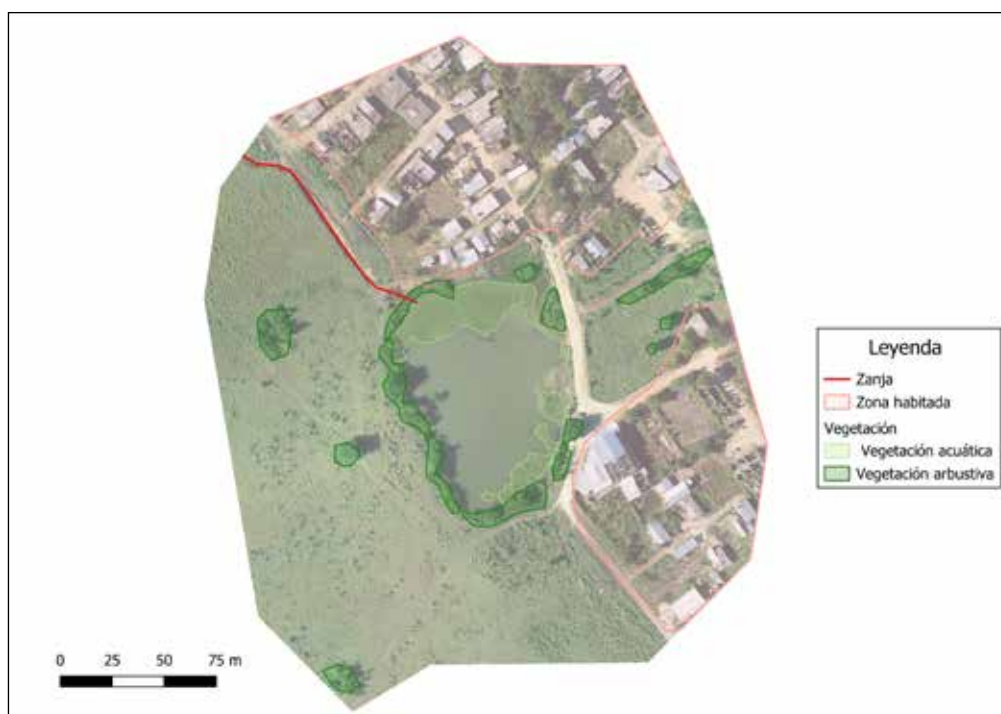 Leyenda
Zanja
Zona habitada
Vegetación
Vegetación acuática
Vegetación arbustiva
0 25 50 75 m